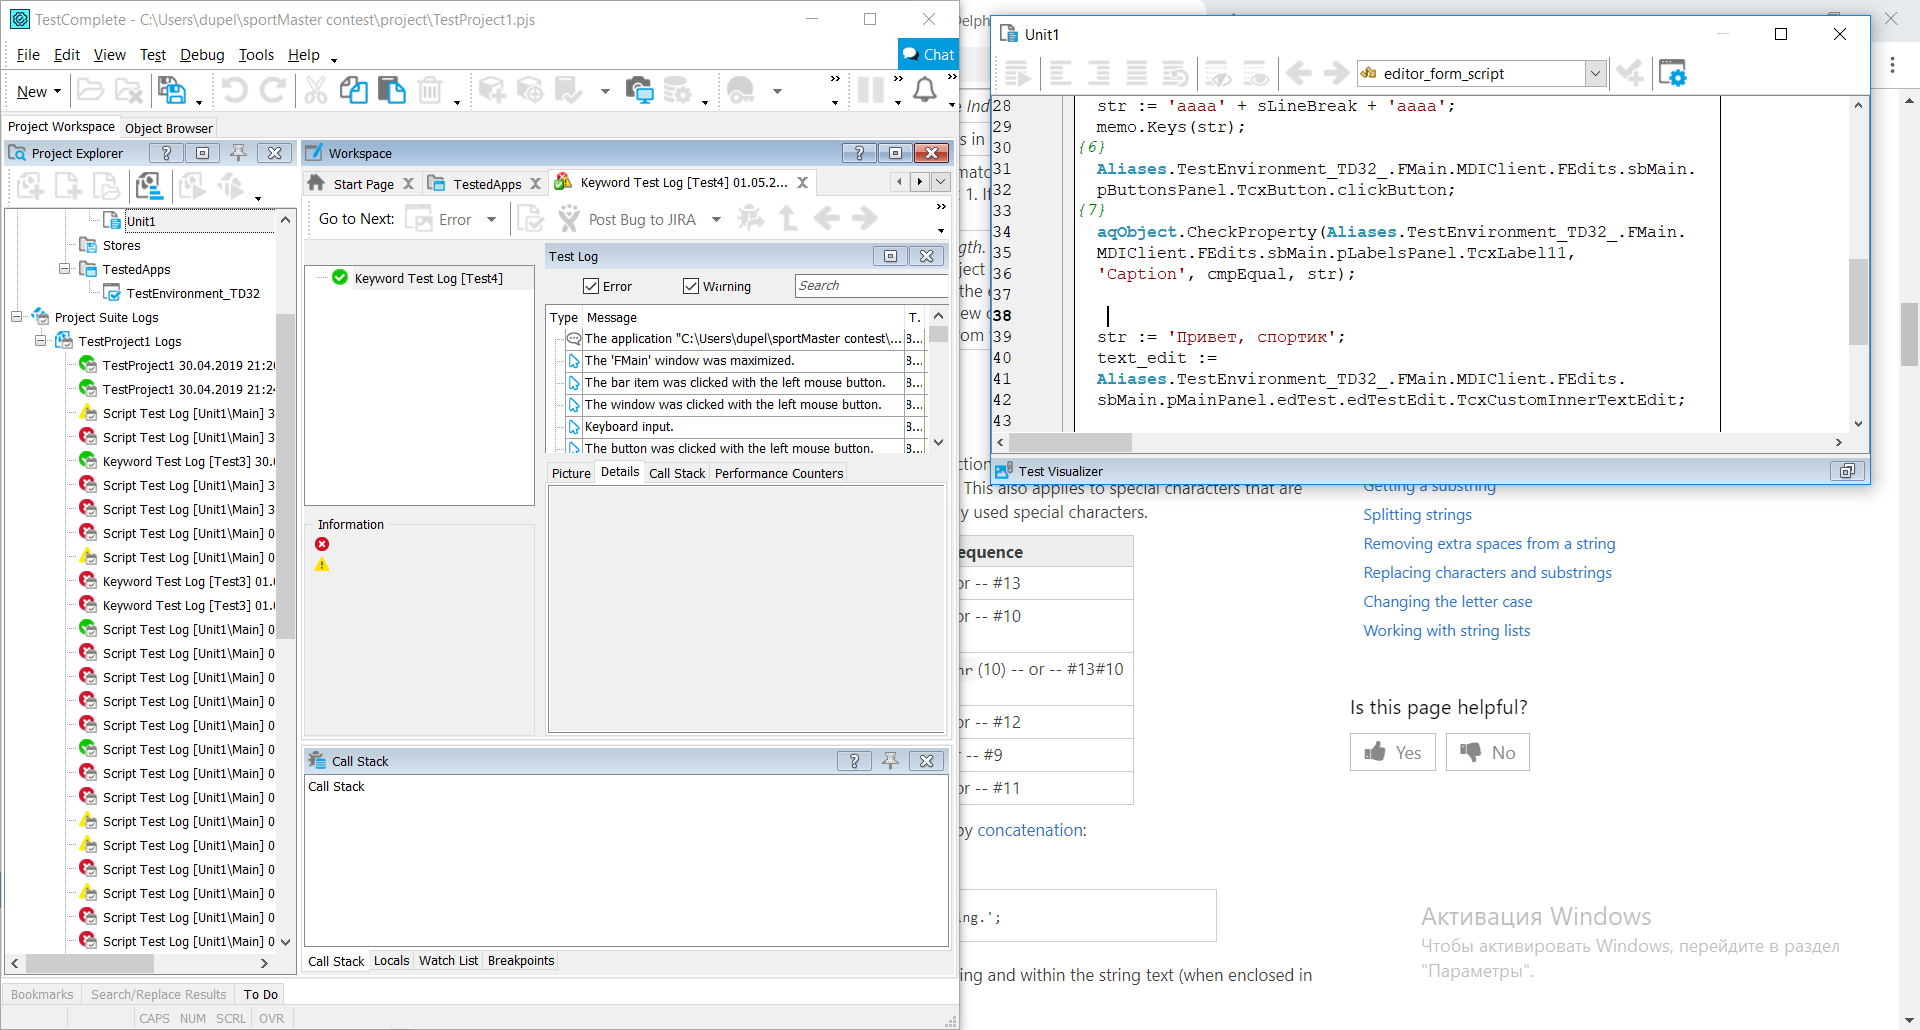 TestComplete - C:\Users\dupel\sportMaster contest\project\TestProject1.pjs
File Edit View Test Debug Tools Help
Chat
New
Project Workspace Object Browser
Project Explorer
Unit1
Stores
TestedApps
TestEnvironment_TD32
Project Suite Logs
TestProject1 Logs
TestProject1 30.04.2019 21:20
TestProject1 30.04.2019 21:24
Script Test Log [Unit1\Main] 3
Script Test Log [Unit1\Main] 3
Keyword Test Log [Test3] 30.
Script Test Log [Unit1\Main] 3
Script Test Log [Unit1\Main] 3
Script Test Log [Unit1\Main] 0
Script Test Log [Unit1\Main] 0
Keyword Test Log [Test3] 01.
Keyword Test Log [Test3] 01.
Script Test Log [Unit1\Main] 0
Script Test Log [Unit1\Main] 0
Script Test Log [Unit1\Main] 0
Script Test Log [Unit1\Main] 0
Script Test Log [Unit1\Main] 0
Script Test Log [Unit1\Main] 0
Script Test Log [Unit1\Main] 0
Script Test Log [Unit1\Main] 0
Script Test Log [Unit1\Main] 0
Script Test Log [Unit1\Main] 0
Script Test Log [Unit1\Main] 0
Script Test Log [Unit1\Main] 0
Script Test Log [Unit1\Main] 0
Script Test Log [Unit1\Main] 0
Workspace
Start Page TestedApps Keyword Test Log [Test4] 01.05.2...
Go to Next: Error Post Bug to JIRA
Keyword Test Log [Test4]
Test Log
Error Warning Search
Type Message T.
The application "C:\Users\dupel\sportMaster contest\... 8...
The 'FMain' window was maximized. 8...
The bar item was clicked with the left mouse button. 8...
The window was clicked with the left mouse button. 8...
Keyboard input. 8...
The button was clicked with the left mouse button. 8...
Picture Details Call Stack Performance Counters
Information
Call Stack
Call Stack
Call Stack Locals Watch List Breakpoints
Bookmarks Search/Replace Results To Do
CAPS NUM SCRL OVR
Unit1
editor_form_script
28 str := 'aaaa' + sLineBreak + 'aaaa';
29 memo.Keys(str);
30 {6}
31 Aliases.TestEnvironment_TD32_.FMain.MDIClient.FEdits.sbMain.
32 pButtonsPanel.TcxButton.clickButton;
33 {7}
34 aqObject.CheckProperty(Aliases.TestEnvironment_TD32_.FMain.
35 MDIClient.FEdits.sbMain.pLabelsPanel.TcxLabel11,
36 'Caption', cmpEqual, str);
37
38
39 str := 'Привет, спортик';
40 text_edit :=
41 Aliases.TestEnvironment_TD32_.FMain.MDIClient.FEdits.
42 sbMain.pMainPanel.edTest.edTestEdit.TcxCustomInnerTextEdit;
43
Test Visualizer
This also applies to special characters that are
y used special characters.
equence
or -- #13
or -- #10
(10) -- or -- #13#10
or -- #12
-- #9
or -- #11
by concatenation:
ing.';
ing and within the string text (when enclosed in
Getting a substring
Splitting strings
Removing extra spaces from a string
Replacing characters and substrings
Changing the letter case
Working with string lists
Is this page helpful?
Yes No
Активация Windows
Чтобы активировать Windows, перейдите в раздел
"Параметры".